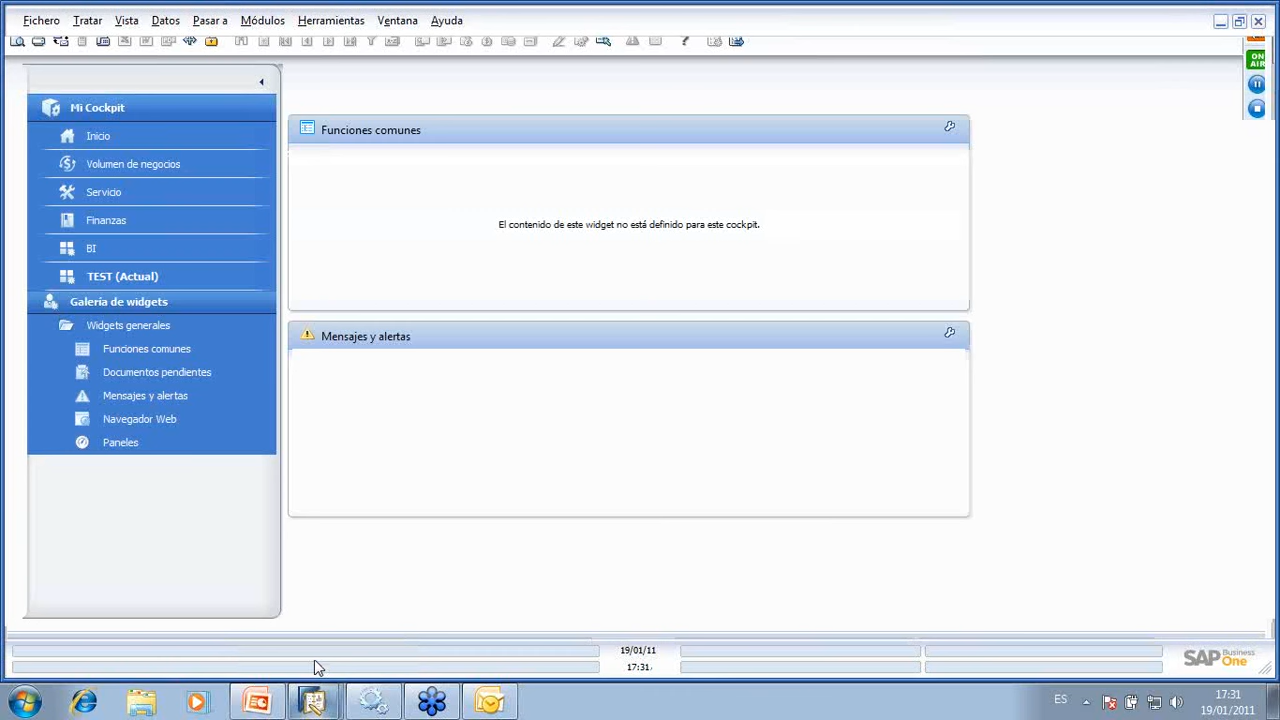 Fichero Tratar Vista Datos Pasar a Módulos Herramientas Ventana Ayuda
ON
AIR
Mi Cockpit
Inicio
Volumen de negocios
Servicio
Finanzas
BI
TEST (Actual)
Galería de widgets
Widgets generales
Funciones comunes
Documentos pendientes
Mensajes y alertas
Navegador Web
Paneles
Funciones comunes
El contenido de este widget no está definido para este cockpit.
Mensajes y alertas
19/01/11
17:31
SAP Business One
ES
17:31
19/01/2011